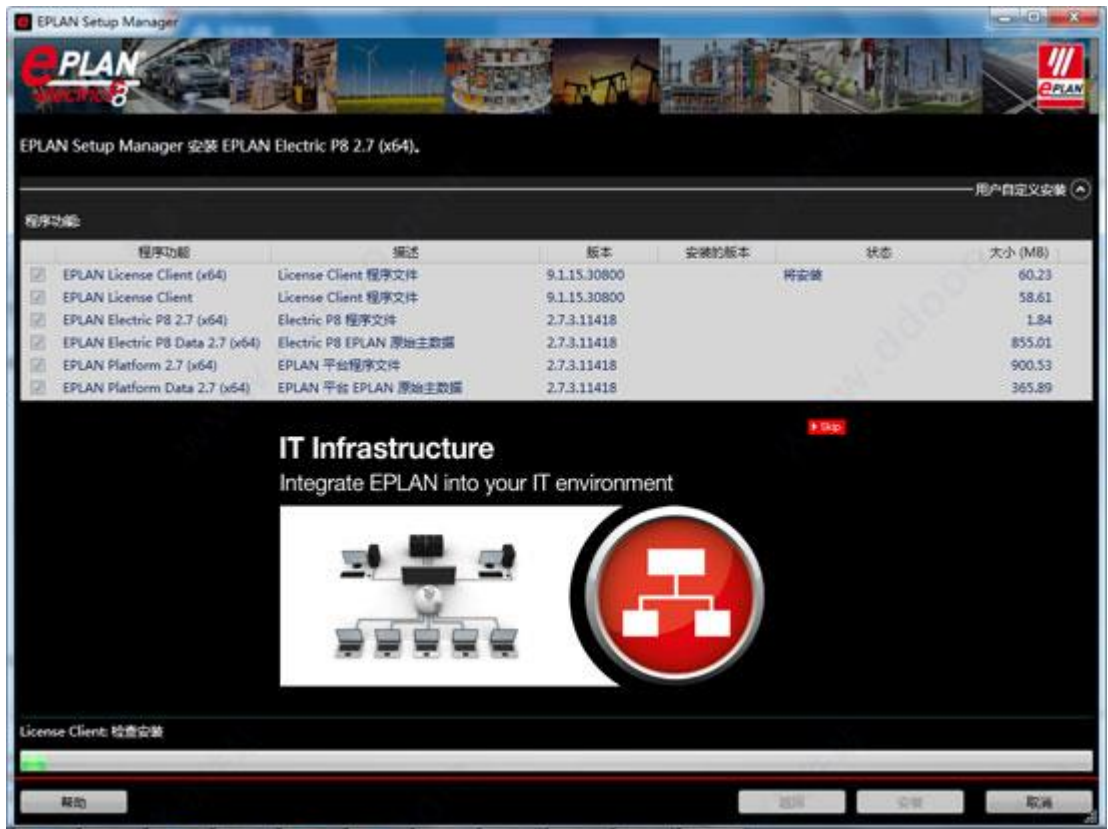 EPLAN Setup Manager
ePLAN
electric P8
EPLAN
EPLAN Setup Manager 安装 EPLAN Electric P8 2.7 (x64)。
用户自定义安装
程序功能:
程序功能 描述 版本 安装的版本 状态 大小 (MB)
EPLAN License Client (x64) License Client 程序文件 9.1.15.30800 将安装 60.23
EPLAN License Client License Client 程序文件 9.1.15.30800 58.61
EPLAN Electric P8 2.7 (x64) Electric P8 程序文件 2.7.3.11418 1.84
EPLAN Electric P8 Data 2.7 (x64) Electric P8 EPLAN 原始主数据 2.7.3.11418 855.01
EPLAN Platform 2.7 (x64) EPLAN 平台程序文件 2.7.3.11418 900.53
EPLAN Platform Data 2.7 (x64) EPLAN 平台 EPLAN 原始主数据 2.7.3.11418 365.89
Skip
IT Infrastructure
Integrate EPLAN into your IT environment
License Client: 检查安装
帮助 返回 安装 取消